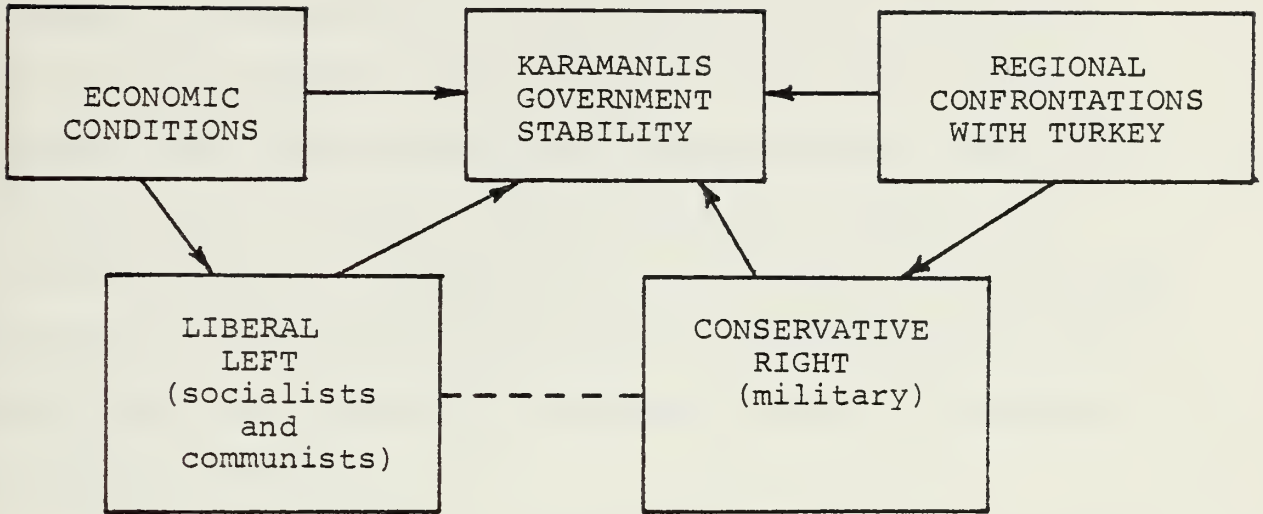 ECONOMIC
CONDITIONS
KARAMANLIS
GOVERNMENT
STABILITY
REGIONAL
CONFRONTATIONS
WITH TURKEY
LIBERAL
LEFT
(socialists
and
communists)
CONSERVATIVE
RIGHT
(military)